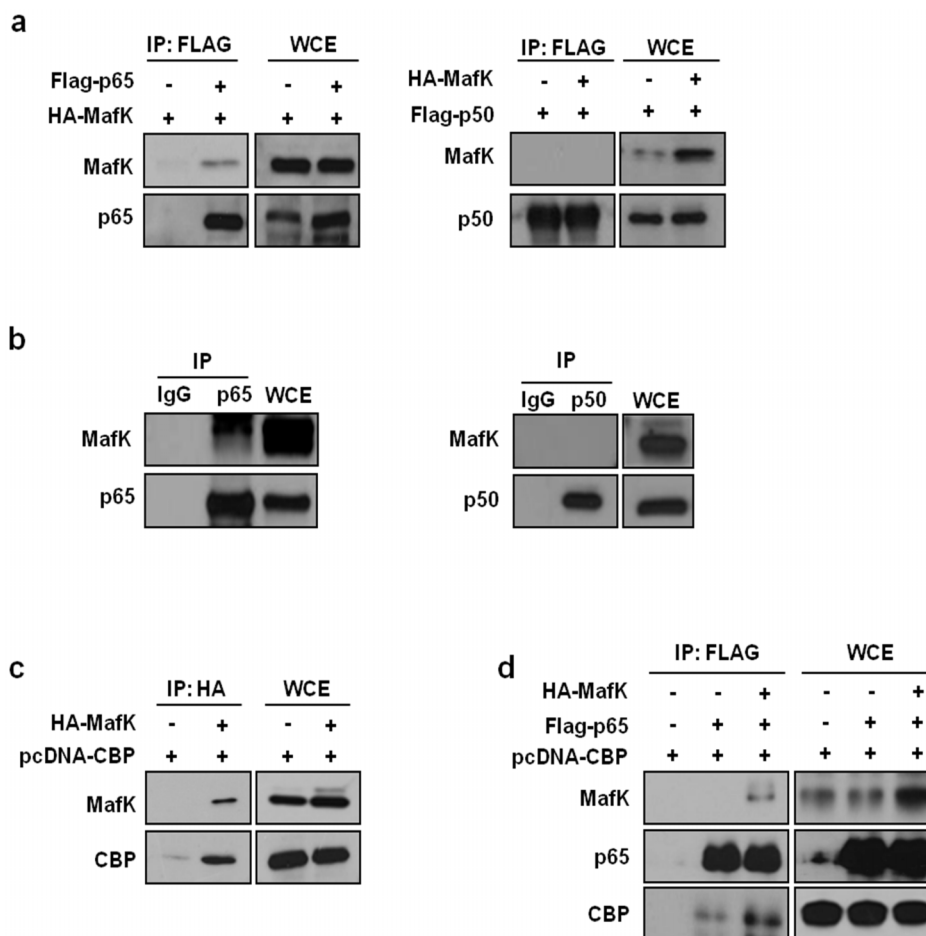 a
IP: FLAG WCE
Flag-p65 - + - +
HA-MafK + + + +
MafK
p65
IP: FLAG WCE
HA-MafK - + - +
Flag-p50 + + + +
MafK
p50
b
IP
IgG p65 WCE
MafK
p65
IP
IgG p50 WCE
MafK
p50
c
IP: HA WCE
HA-MafK - + - +
pcDNA-CBP + + + +
MafK
CBP
d
IP: FLAG WCE
HA-MafK - - + - - +
Flag-p65 - + + - + +
pcDNA-CBP + + + + + +
MafK
p65
CBP